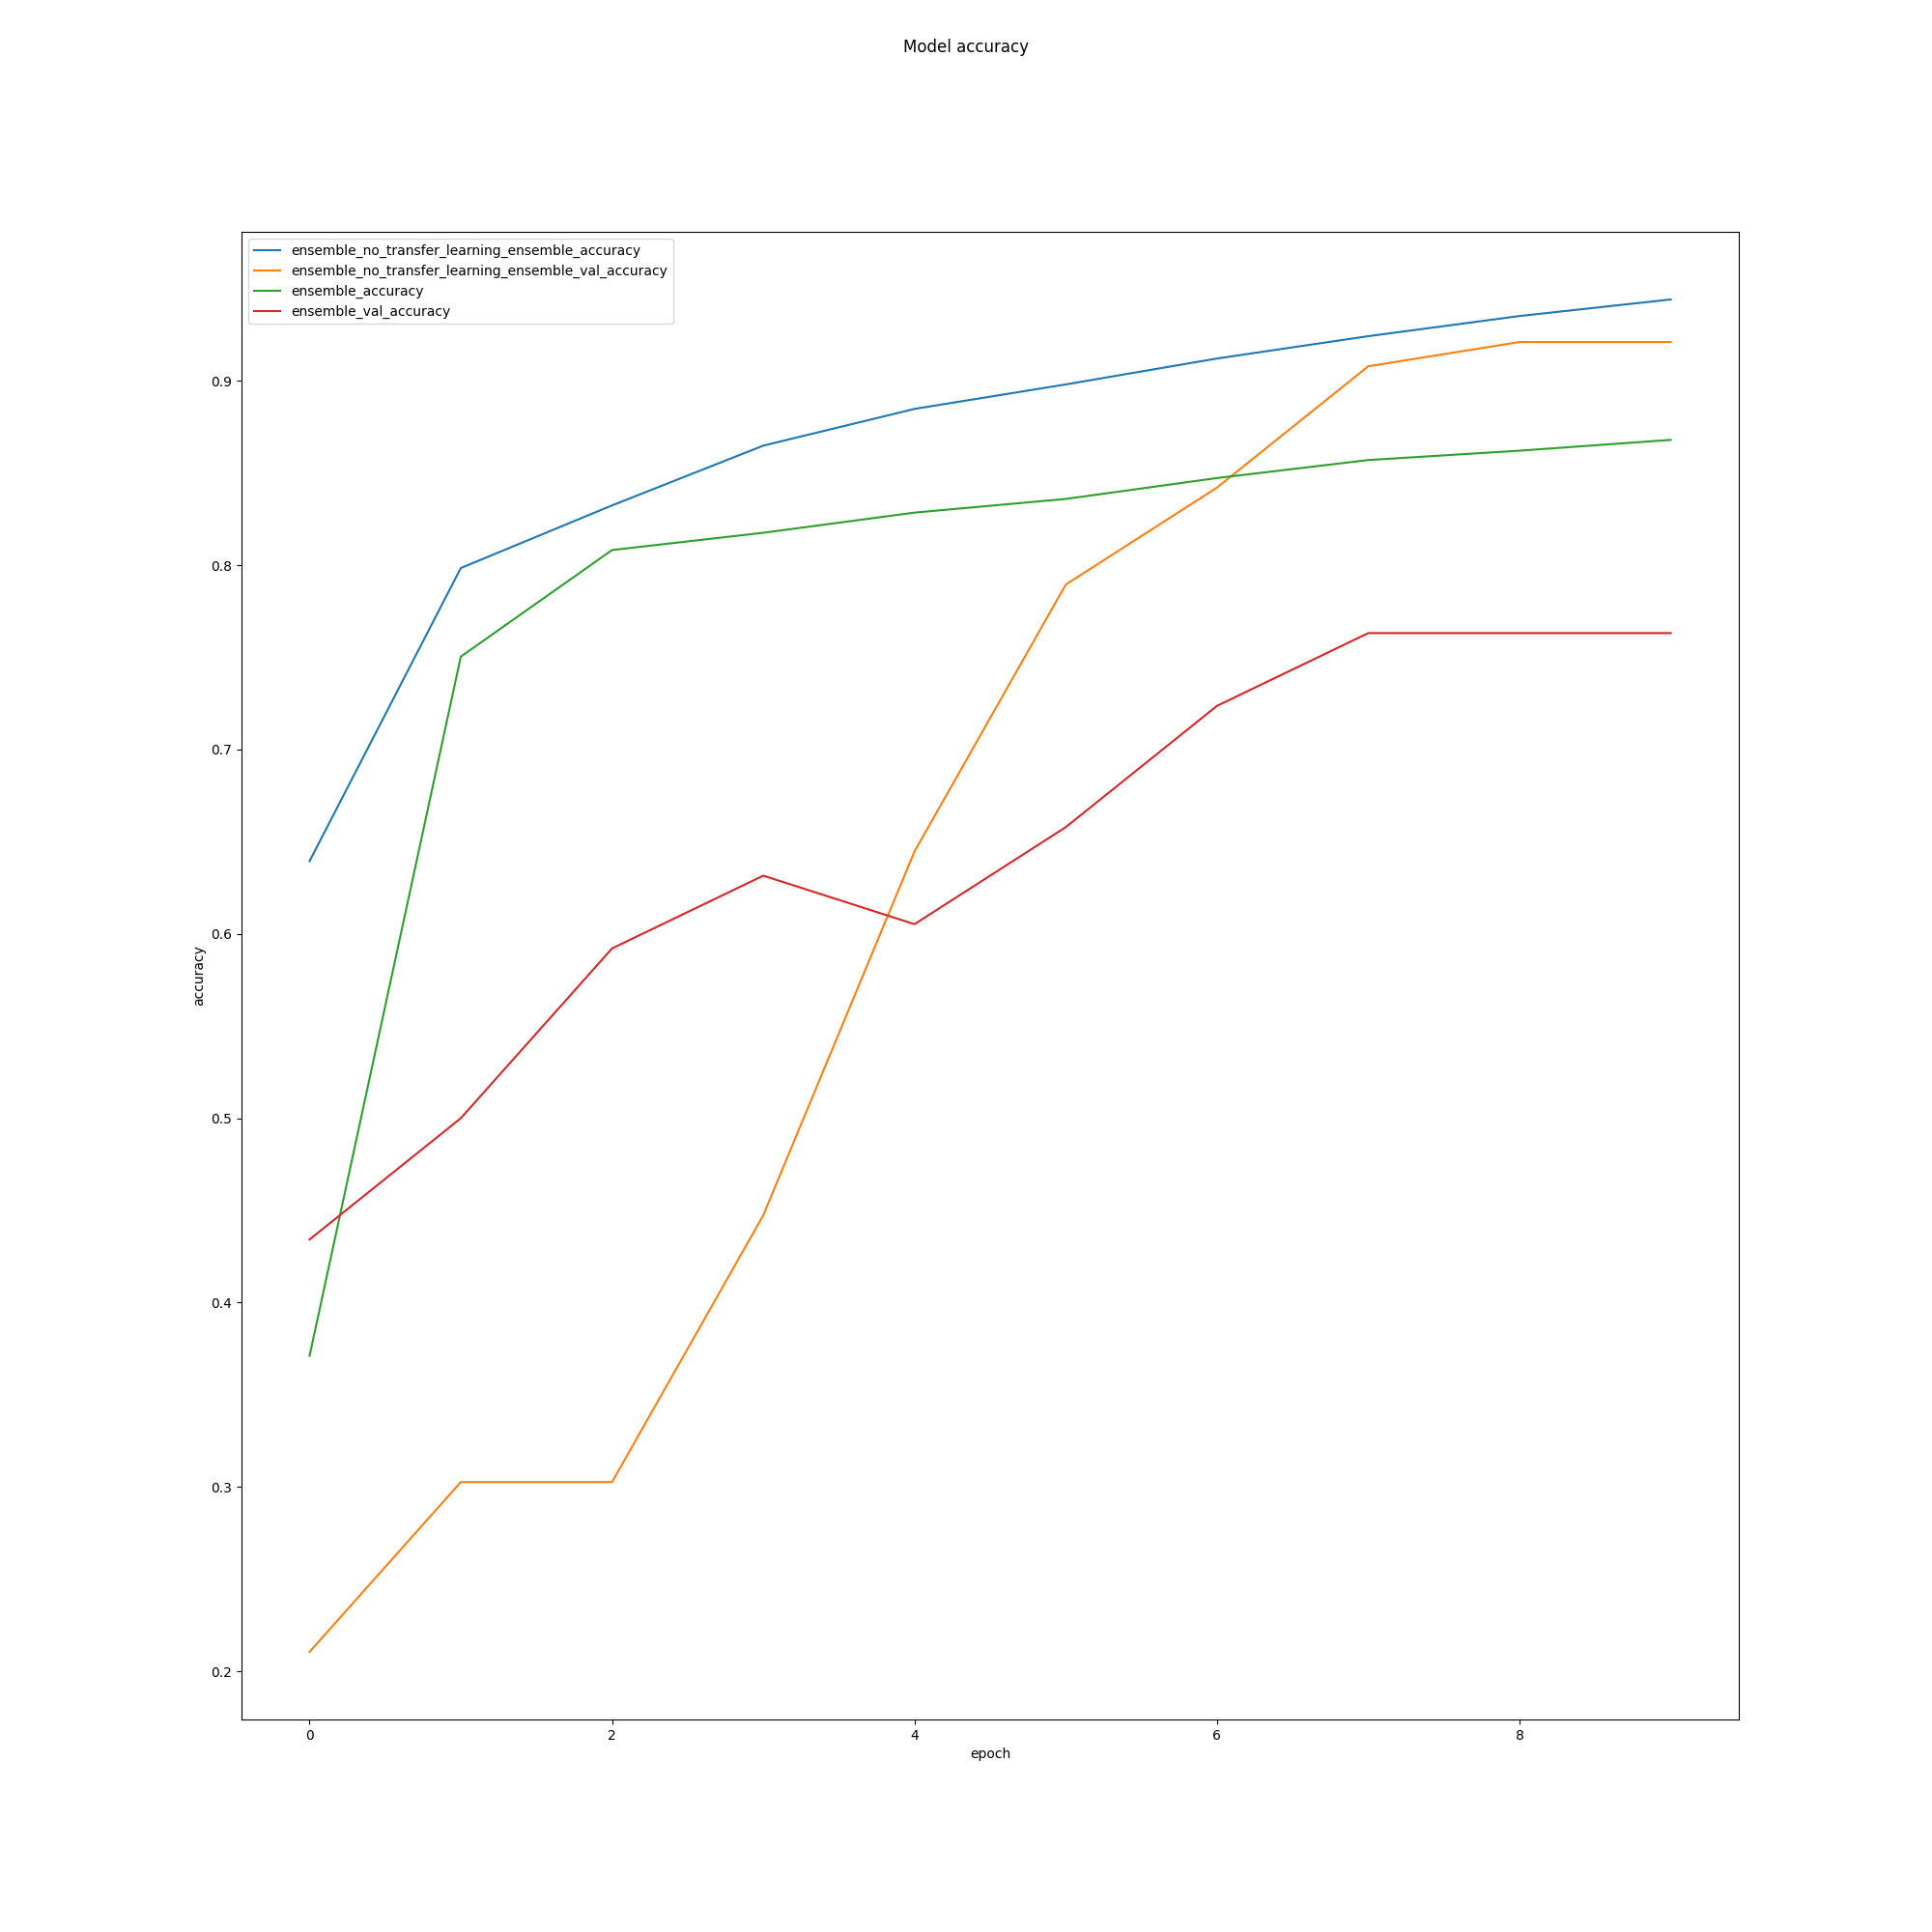 Model accuracy
ensemble_no_transfer_learning_ensemble_accuracy
ensemble_no_transfer_learning_ensemble_val_accuracy
ensemble_accuracy
ensemble_val_accuracy
0.9
0.8
0.7
0.6
0.5
0.4
0.3
0.2
accuracy
0 2 4 6 8
epoch